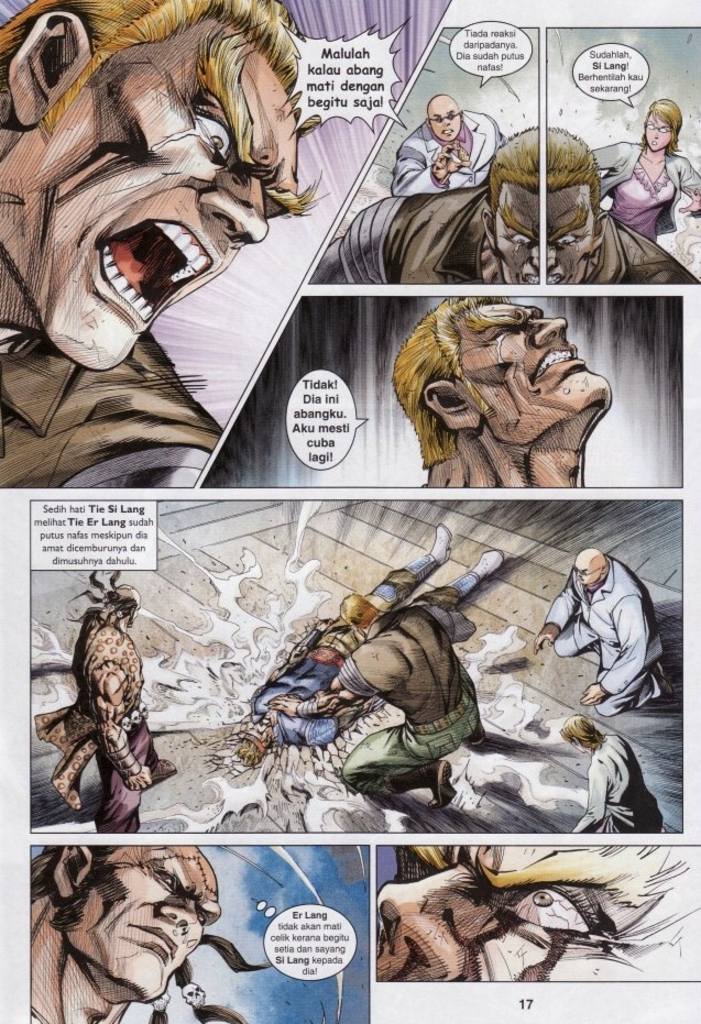 Malulah
kalau abang
mati dengan
begitu saja!
Tiada reaksi
daripadanya.
Dia sudah putus
nafas!
Sudahlah,
Si Lang!
Berhentilah kau
sekarang!
Tidak!
Dia ini
abangku.
Aku mesti
cuba
lagi!
Sedih hati Tie Si Lang
melihat Tie Er Lang sudah
putus nafas meskipun dia
amat dicemburunya dan
dimusuhnya dahulu.
Er Lang
tidak akan mati
celik kerana begitu
setia dan sayang
Si Lang kepada
dia!
17